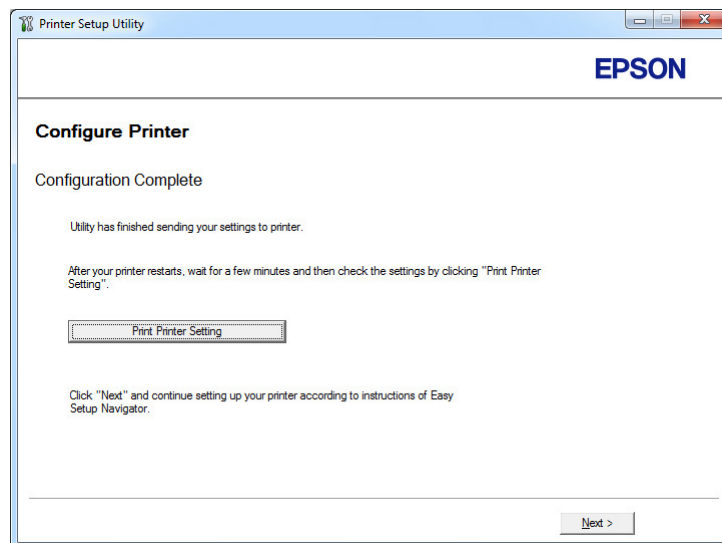 Printer Setup Utility
EPSON
Configure Printer
Configuration Complete
Utility has finished sending your settings to printer.
After your printer restarts, wait for a few minutes and then check the settings by clicking "Print Printer
Setting".
Print Printer Setting
Click "Next" and continue setting up your printer according to instructions of Easy
Setup Navigator.
Next >